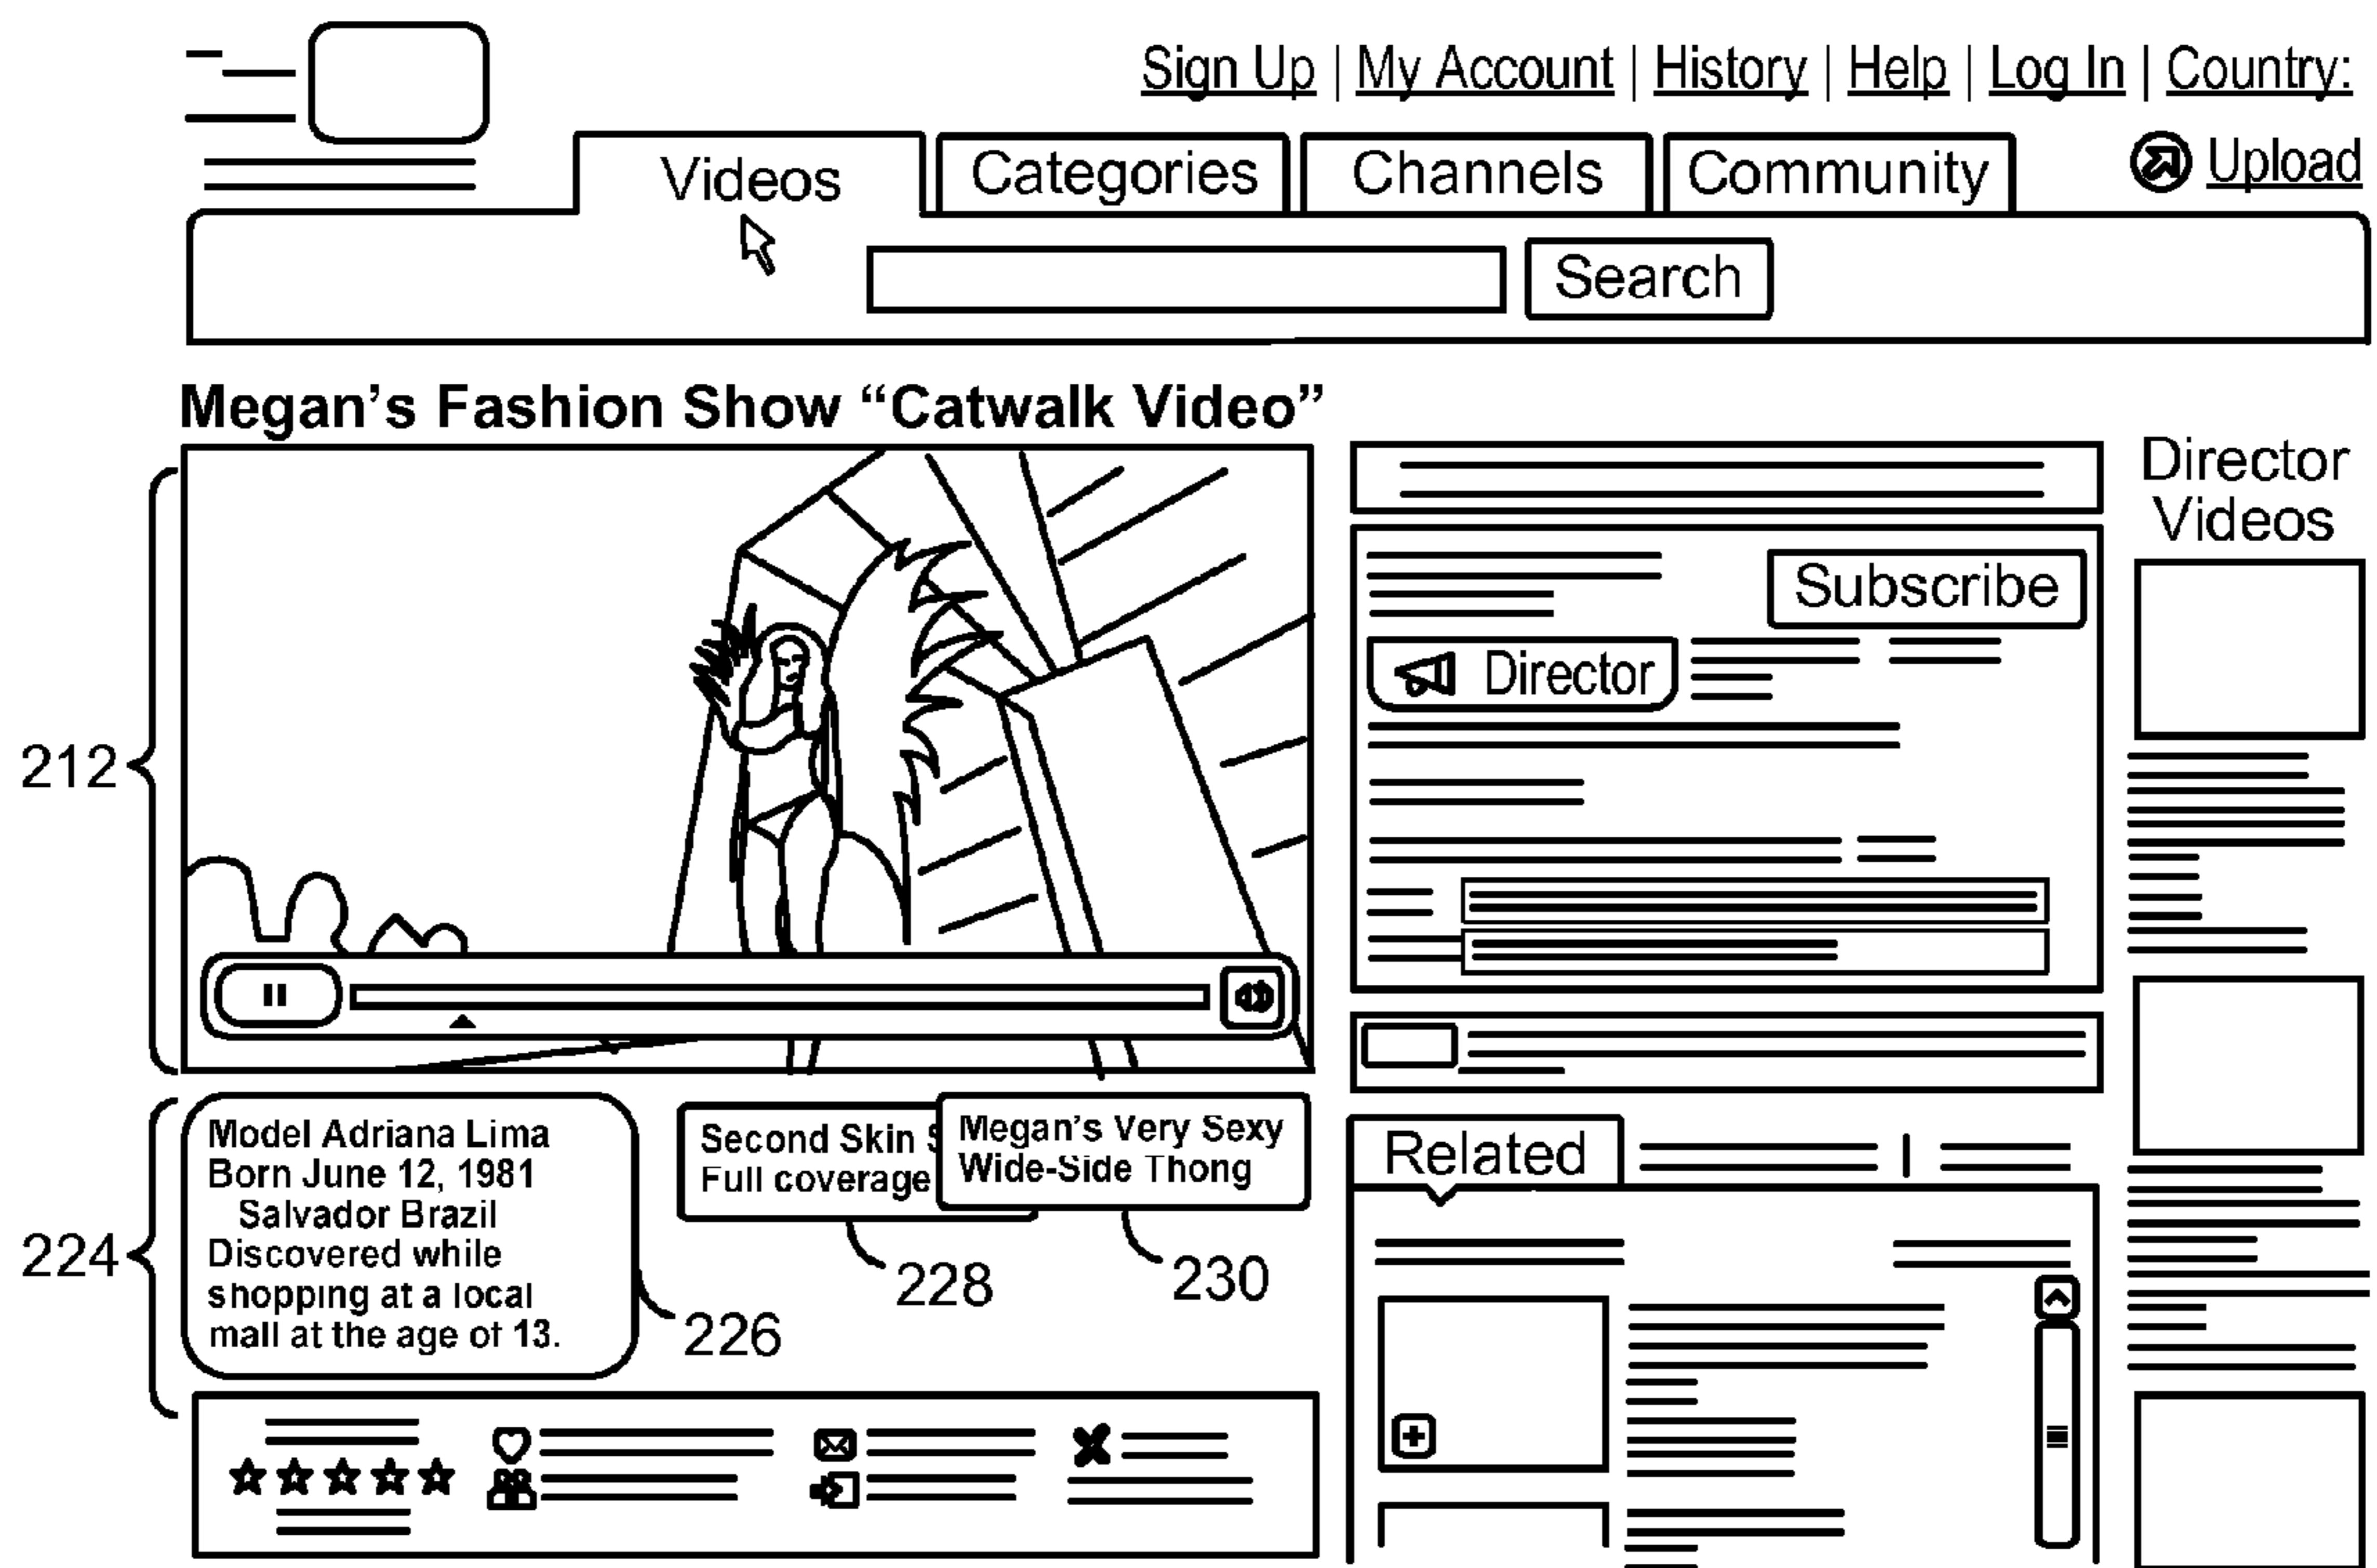 Sign Up | My Account | History | Help | Log In | Country:
Videos
Categories
Channels
Community
Upload
Search
Megan's Fashion Show “Catwalk Video”
212
Subscribe
Director
Director
Videos
224
Model Adriana Lima
Born June 12, 1981
Salvador Brazil
Discovered while
shopping at a local
mall at the age of 13.
226
Second Skin
Full coverage
228
Megan's Very Sexy
Wide-Side Thong
230
Related